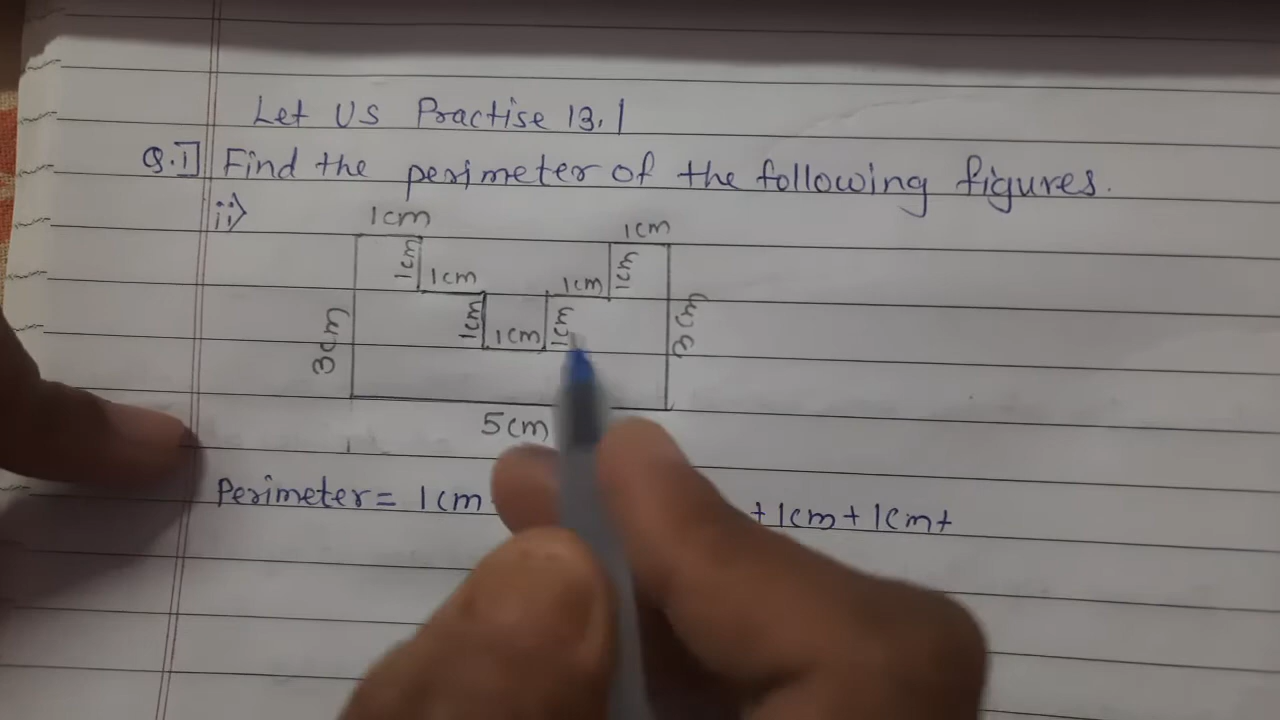 Let Us Practise 13.1
Q.1] Find the perimeter of the following figures.
ii)
1cm 1cm
1cm 1cm 1cm 1cm
3cm 1cm 1cm 1cm 3cm
5cm
Perimeter = 1cm + 1cm + 1cm +